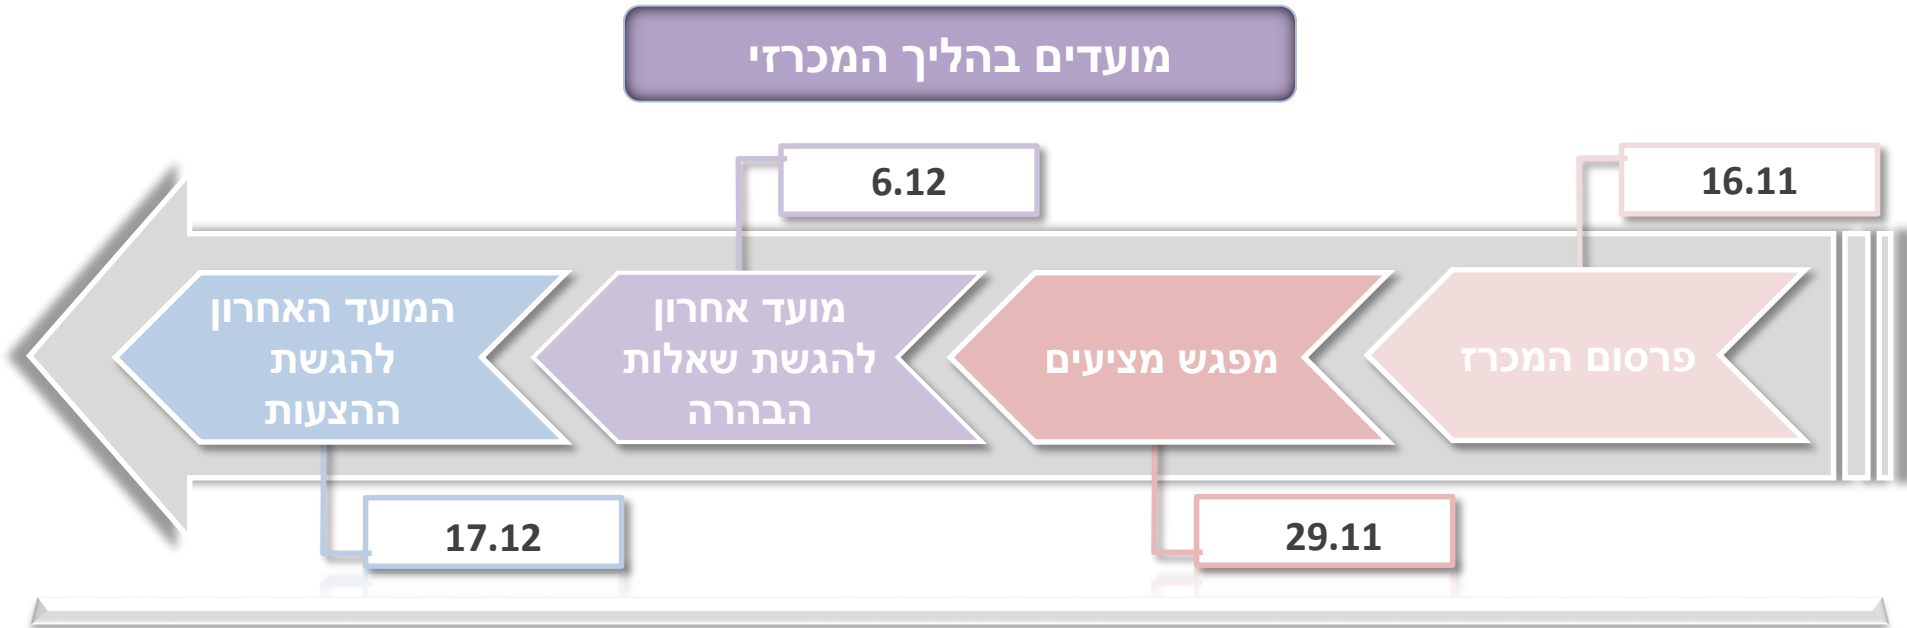 מועדים בהליך המכרזי
16.11
פרסום המכרז
29.11
מפגש מציעים
6.12
מועד אחרון
להגשת שאלות
הבהרה
17.12
המועד האחרון
להגשת
ההצעות